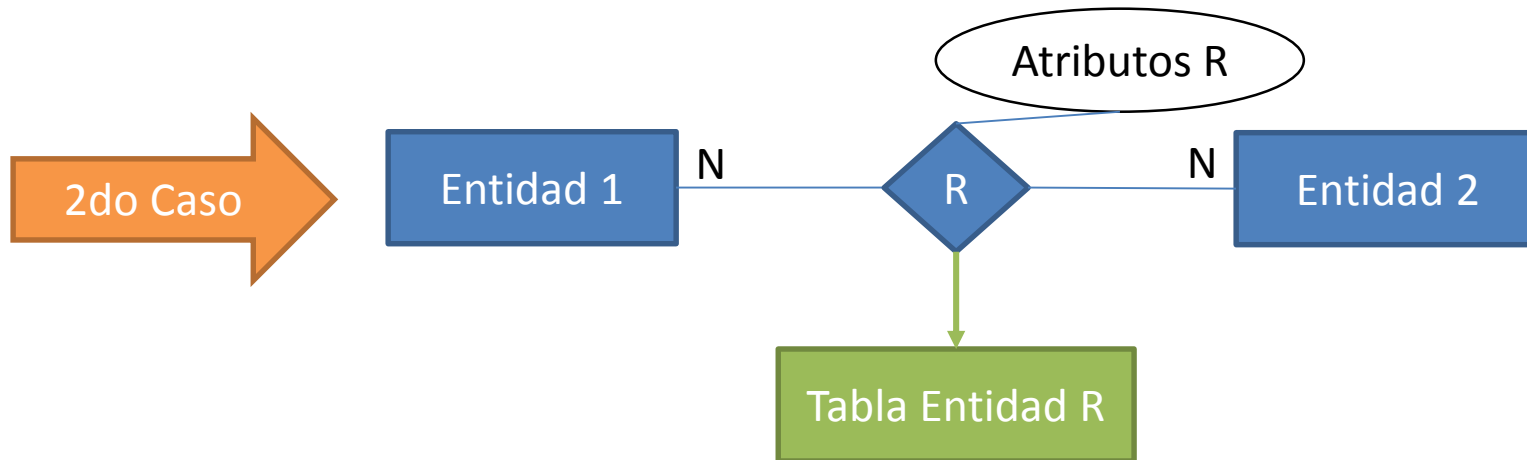 Atributos R
2do Caso
Entidad 1
N
R
N
Entidad 2
Tabla Entidad R